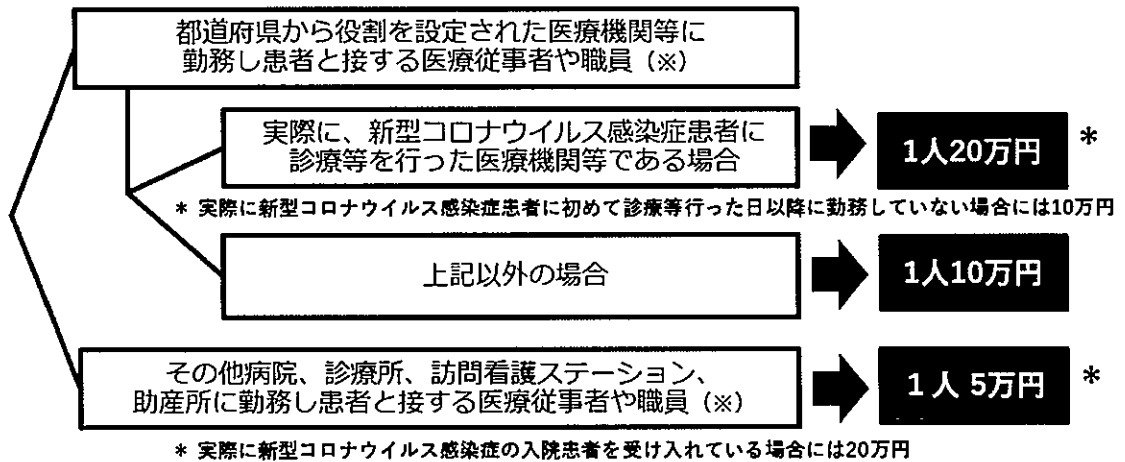 都道府県から役割を設定された医療機関等に
勤務し患者と接する医療従事者や職員（※）
実際に、新型コロナウイルス感染症患者に
診療等を行った医療機関等である場合
1人20万円 *
* 実際に新型コロナウイルス感染症患者に初めて診療等行った日以降に勤務していない場合には10万円
上記以外の場合
1人10万円
その他病院、診療所、訪問看護ステーション、
助産所に勤務し患者と接する医療従事者や職員（※）
1人 5万円 *
* 実際に新型コロナウイルス感染症の入院患者を受け入れている場合には20万円